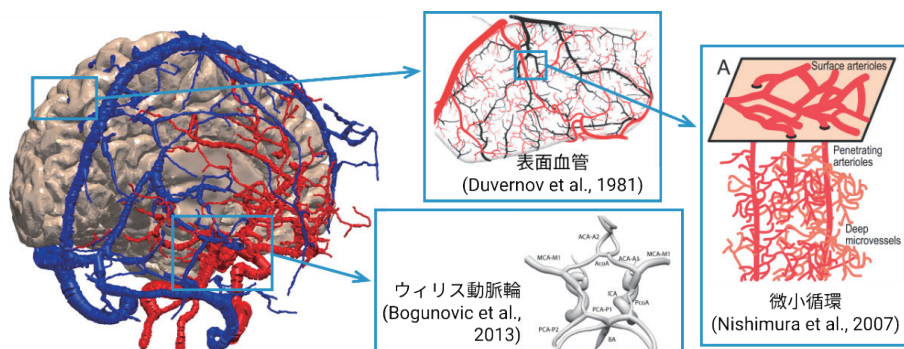 表面血管
(Duvernov et al., 1981)
A
Surface arterioles
Penetrating
arterioles
Deep
microvessels
微小循環
(Nishimura et al., 2007)
ウィリス動脈輪
(Bogunovic et al.,
2013)
ACA-A2
MCA-M1
AcoA
ACA-A1
MCA-M1
ICA
PcoA
PCA-P1
PCA-P2
BA